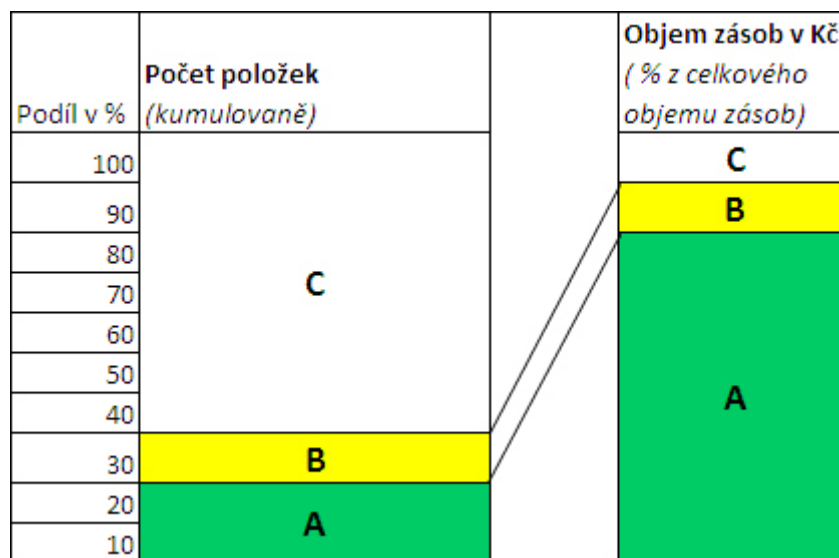 Objem zásob v Kč
Počet položek
( % z celkového
Podíl v %
(kumulovaně)
objemu zásob)
100
C
90
B
80
70
C
60
50
40
A
30
B
20
A
10